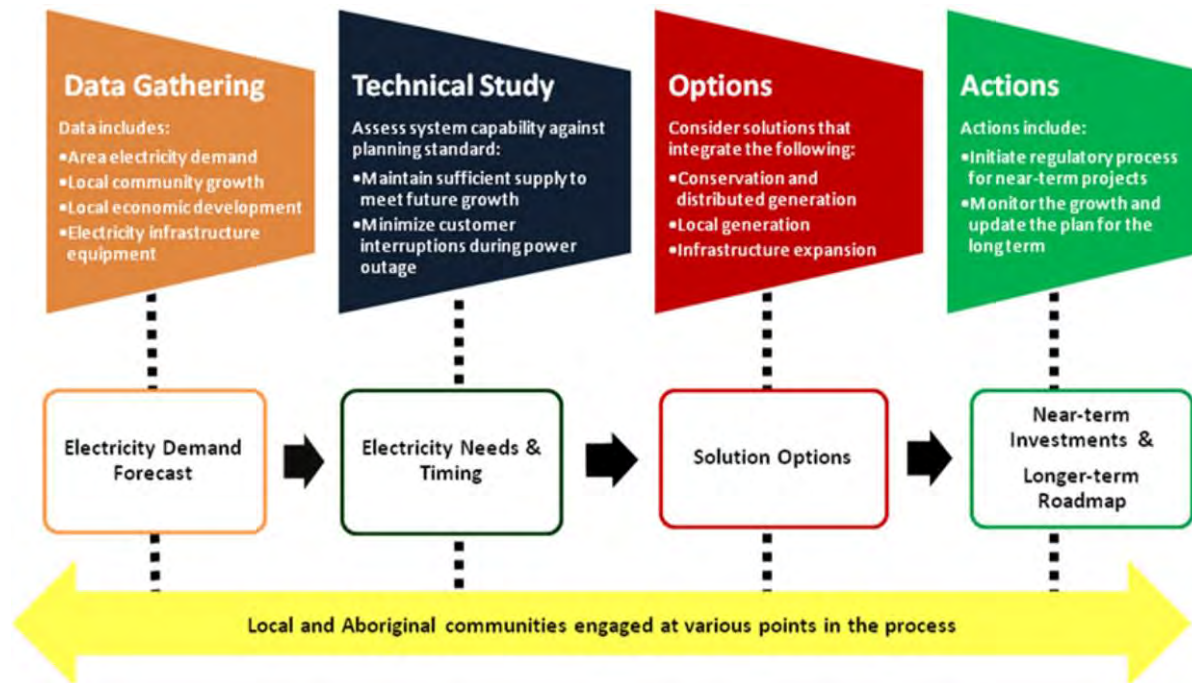 Data Gathering
Data includes:
•Area electricity demand
•Local community growth
•Local economic development
•Electricity infrastructure
equipment
Technical Study
Assess system capability against
planning standard:
•Maintain sufficient supply to
meet future growth
•Minimize customer
interruptions during power
outage
Options
Consider solutions that
integrate the following:
•Conservation and
distributed generation
•Local generation
•Infrastructure expansion
Actions
Actions include:
•Initiate regulatory process
for near-term projects
•Monitor the growth and
update the plan for the
long term
Electricity Demand
Forecast
Electricity Needs &
Timing
Solution Options
Near-term
Investments &
Longer-term
Roadmap
Local and Aboriginal communities engaged at various points in the process